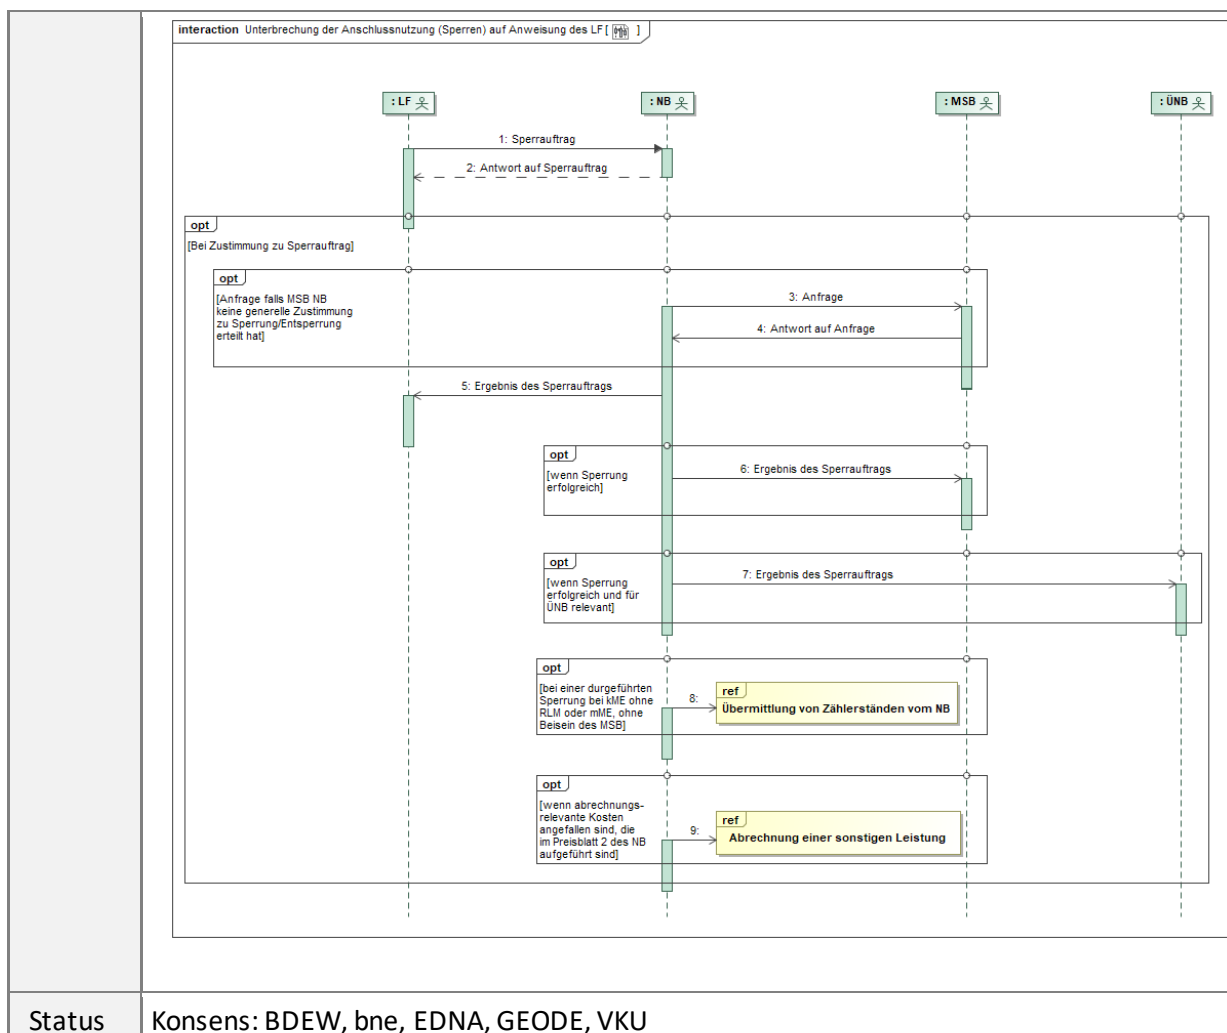 interaction Unterbrechung der Anschlussnutzung (Sperren) auf Anweisung des LF[ ]
: LF
: NB
: MSB
: ÜNB
1: Sperrauftrag
2: Antwort auf Sperrauftrag
opt
[Bei Zustimmung zu Sperrauftrag]
opt
[Anfrage falls MSB NB
keine generelle Zustimmung
zu Sperrung/Entsperrung
erteilt hat]
3: Anfrage
4: Antwort auf Anfrage
5: Ergebnis des Sperrauftrags
opt
[wenn Sperrung
erfolgreich]
6: Ergebnis des Sperrauftrags
opt
[wenn Sperrung
erfolgreich und für
ÜNB relevant]
7: Ergebnis des Sperrauftrags
opt
[bei einer durgeführten
Sperrung bei kME ohne
RLM oder mME, ohne
Beisein des MSB]
8:
ref
Übermittlung von Zählerständen vom NB
opt
[wenn abrechnungs-
relevante Kosten
angefallen sind, die
im Preisblatt 2 des NB
aufgeführt sind]
9:
ref
Abrechnung einer sonstigen Leistung
Status
Konsens: BDEW, bne, EDNA, GEODE, VKU